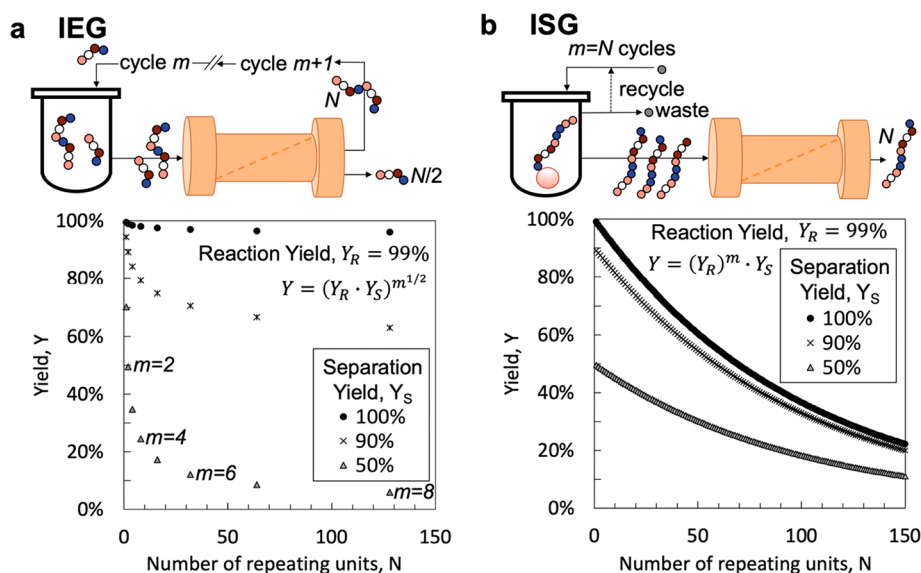 a IEG
cycle m
cycle m+1
N
N/2
100%
80%
60%
40%
20%
0%
Yield, Y
Reaction Yield, Y_R = 99%
Y = (Y_R · Y_S)^{m^{1/2}}
m=2
m=4
m=6
m=8
Separation
Yield, Y_S
100%
90%
50%
0
50
100
150
Number of repeating units, N
b ISG
m=N cycles
recycle
waste
N
100%
80%
60%
40%
20%
0%
Yield, Y
Reaction Yield, Y_R = 99%
Y = (Y_R)^m · Y_S
Separation
Yield, Y_S
100%
90%
50%
0
50
100
150
Number of repeating units, N